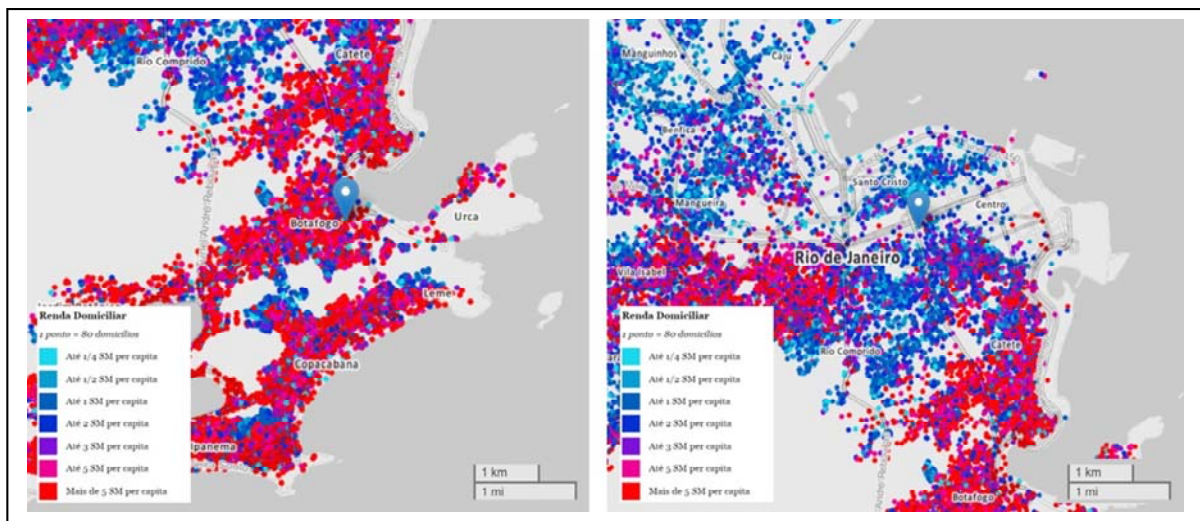 Rio Comprido
Catete
Botafogo
Urca
Leme
Copacabana
Ipanema
Renda Domiciliar
1 ponto = 80 domicílios
Até 1/4 SM per capita
Até 1/2 SM per capita
Até 1 SM per capita
Até 2 SM per capita
Até 3 SM per capita
Até 5 SM per capita
Mais de 5 SM per capita
1 km
1 mi
Manguinhos
Caju
Benfica
Santo Cristo
Mangueira
Centro
Rio de Janeiro
Vila Isabel
Renda Domiciliar
1 ponto = 80 domicílios
Até 1/4 SM per capita
Até 1/2 SM per capita
Até 1 SM per capita
Até 2 SM per capita
Até 3 SM per capita
Até 5 SM per capita
Mais de 5 SM per capita
Rio Comprido
Catete
Botafogo
1 km
1 mi